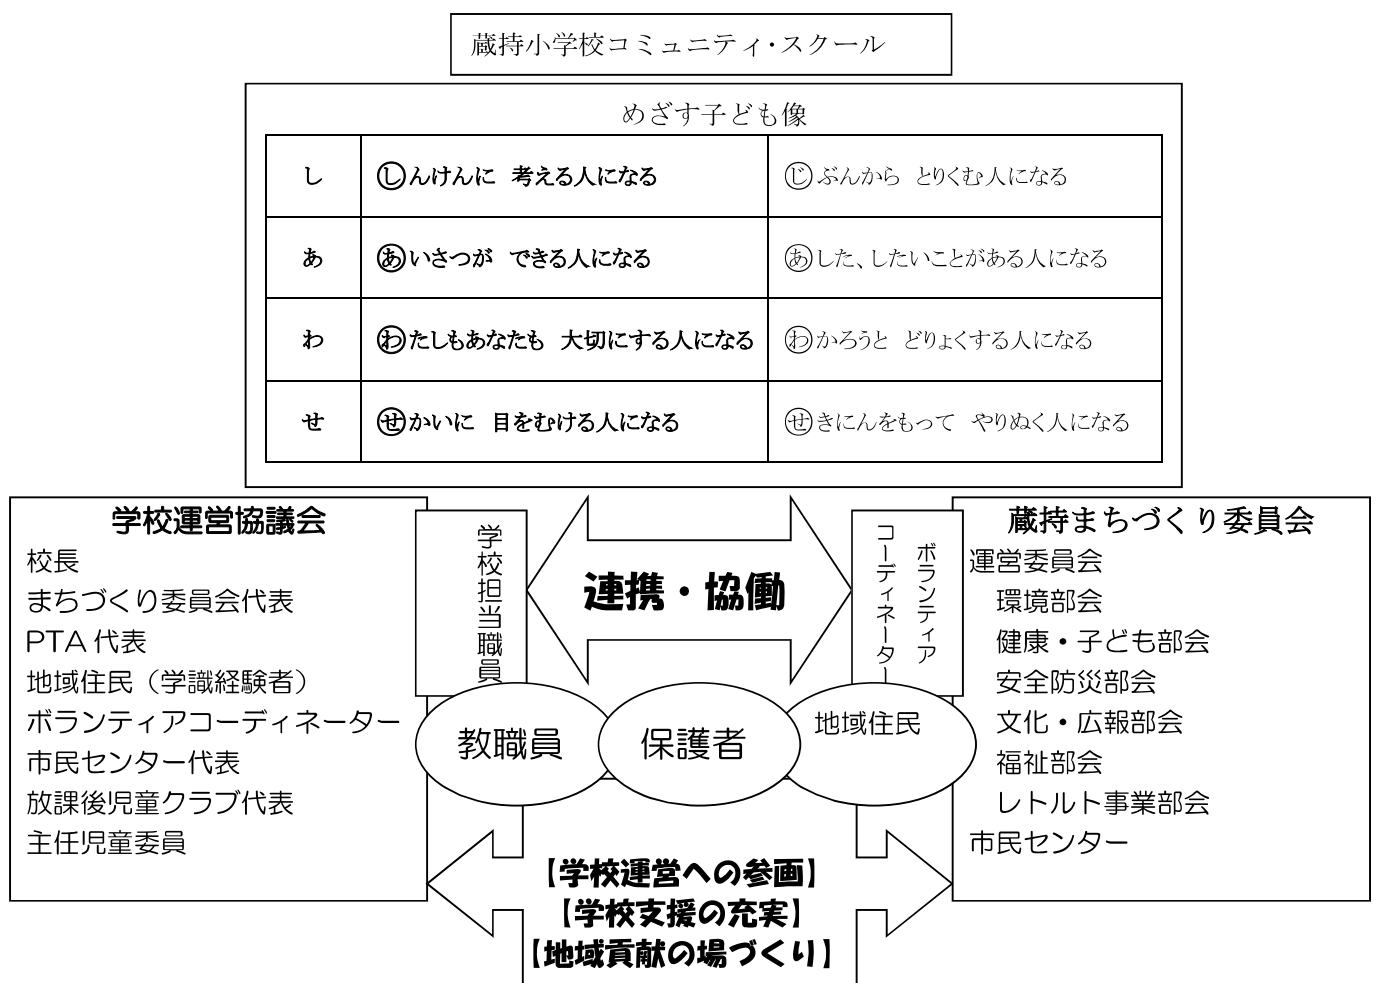 蔵持小学校コミュニティ・スクール
めざす子ども像
し
㋛んけんに 考える人になる
じぶんから とりくむ人になる
あ
あいさつが できる人になる
あした、したいことがある人になる
わ
わたしもあなたも 大切にする人になる
わかろうと どりょくする人になる
せ
せかいに 目をむける人になる
せきにんをもって やりぬく人になる
学校運営協議会
校長
まちづくり委員会代表
PTA 代表
地域住民（学識経験者）
ボランティアコーディネーター
市民センター代表
放課後児童クラブ代表
主任児童委員
学校担当職員
連携・協働
ボランティア
コーディネーター
蔵持まちづくり委員会
運営委員会
環境部会
健康・子ども部会
安全防災部会
文化・広報部会
福祉部会
レトルト事業部会
市民センター
教職員
保護者
地域住民
【学校運営への参画】
【学校支援の充実】
【地域貢献の場づくり】